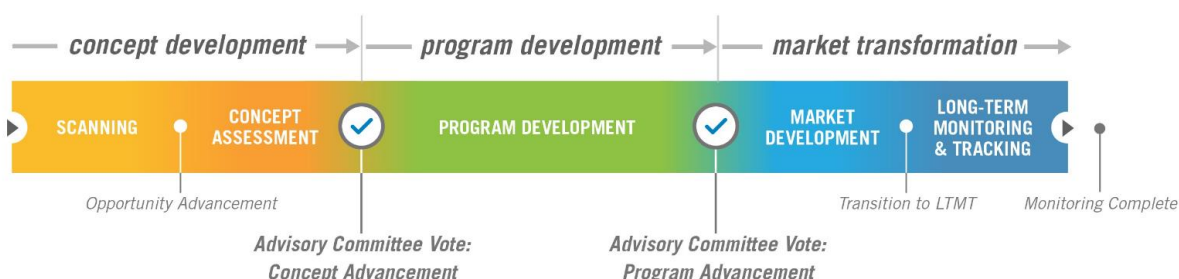 concept development
program development
market transformation
SCANNING
CONCEPT
ASSESSMENT
PROGRAM DEVELOPMENT
MARKET
DEVELOPMENT
LONG-TERM
MONITORING
& TRACKING
Opportunity Advancement
Transition to LTMT
Monitoring Complete
Advisory Committee Vote:
Concept Advancement
Advisory Committee Vote:
Program Advancement